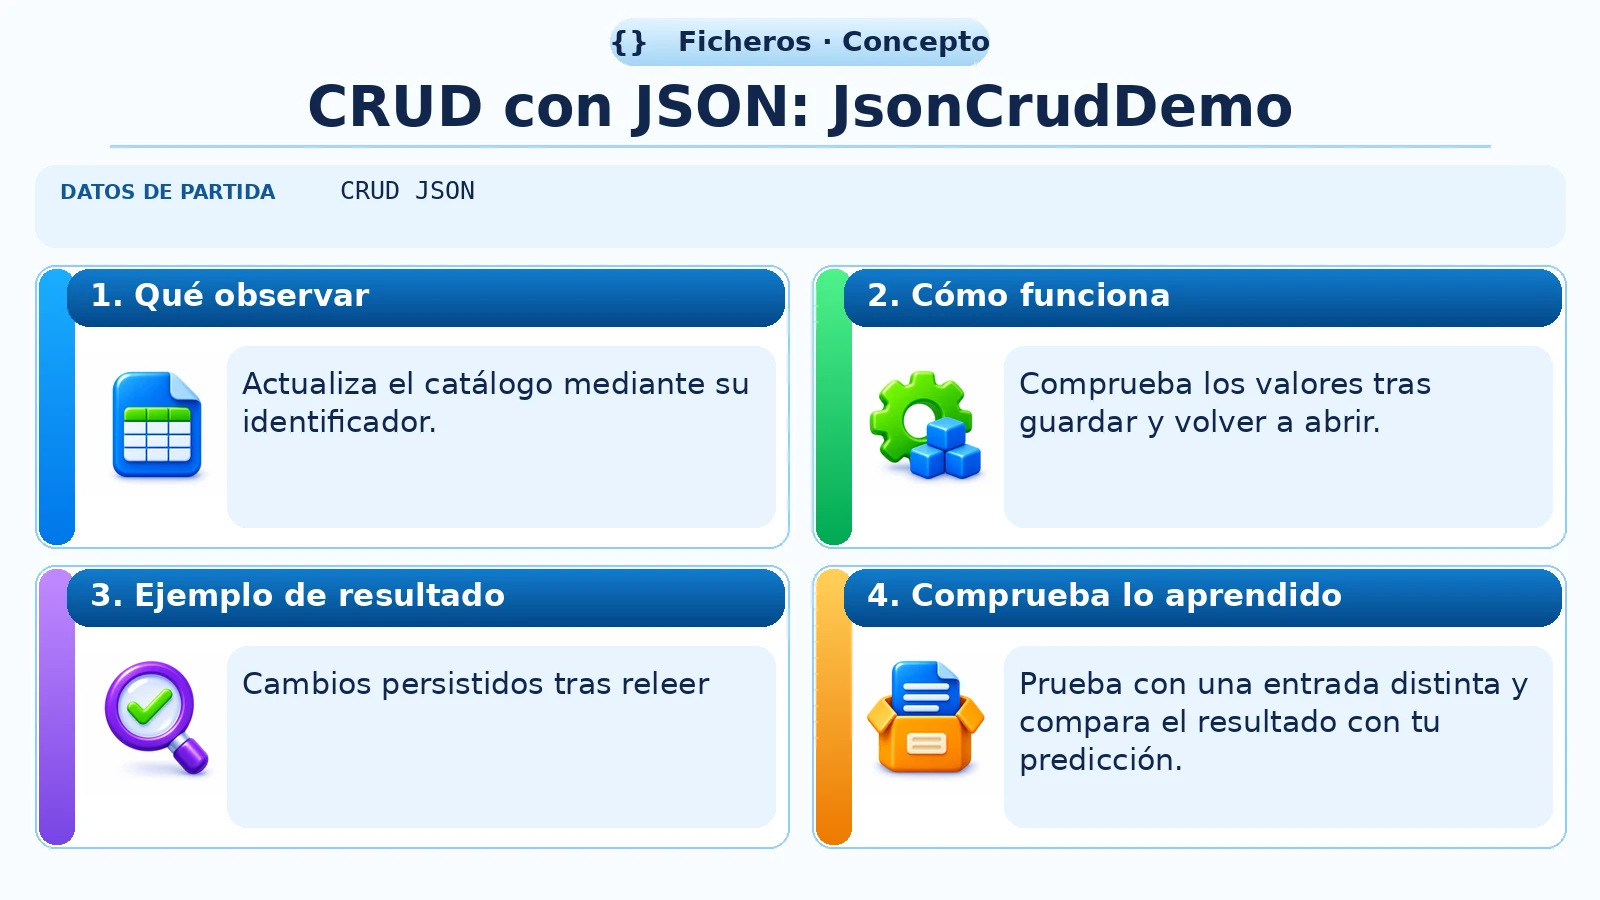 {} Ficheros · Concepto
CRUD con JSON: JsonCrudDemo
DATOS DE PARTIDA CRUD JSON
1. Qué observar
Actualiza el catálogo mediante su
identificador.
2. Cómo funciona
Comprueba los valores tras
guardar y volver a abrir.
3. Ejemplo de resultado
Cambios persistidos tras releer
4. Comprueba lo aprendido
Prueba con una entrada distinta y
compara el resultado con tu
predicción.